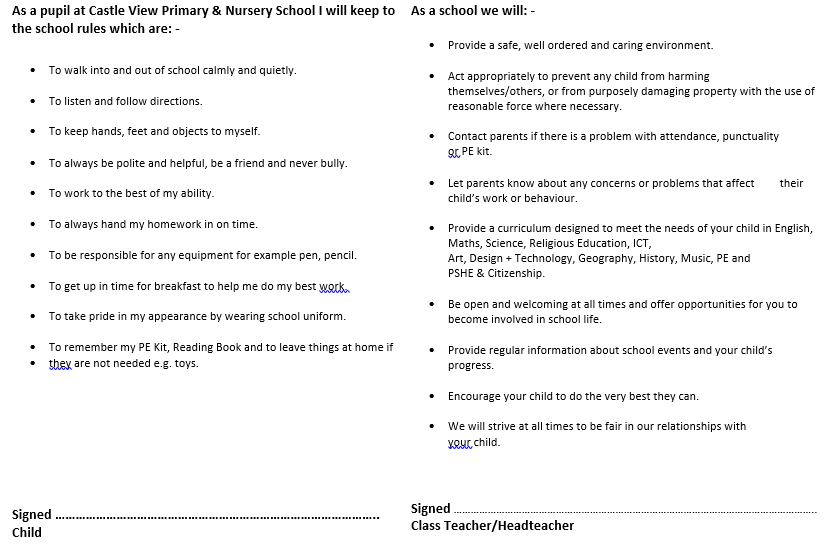 As a pupil at Castle View Primary & Nursery School I will keep to
the school rules which are: -
• To walk into and out of school calmly and quietly.
• To listen and follow directions.
• To keep hands, feet and objects to myself.
• To always be polite and helpful, be a friend and never bully.
• To work to the best of my ability.
• To always hand my homework in on time.
• To be responsible for any equipment for example pen, pencil.
• To get up in time for breakfast to help me do my best work.
• To take pride in my appearance by wearing school uniform.
• To remember my PE Kit, Reading Book and to leave things at home if
• they are not needed e.g. toys.
Signed ................................................................................................
Child
As a school we will: -
• Provide a safe, well ordered and caring environment.
• Act appropriately to prevent any child from harming
themselves/others, or from purposely damaging property with the use of
reasonable force where necessary.
• Contact parents if there is a problem with attendance, punctuality
or PE kit.
• Let parents know about any concerns or problems that affect their
child's work or behaviour.
• Provide a curriculum designed to meet the needs of your child in English,
Maths, Science, Religious Education, ICT,
Art, Design + Technology, Geography, History, Music, PE and
PSHE & Citizenship.
• Be open and welcoming at all times and offer opportunities for you to
become involved in school life.
• Provide regular information about school events and your child's
progress.
• Encourage your child to do the very best they can.
• We will strive at all times to be fair in our relationships with
your child.
Signed ................................................................................................
Class Teacher/Headteacher